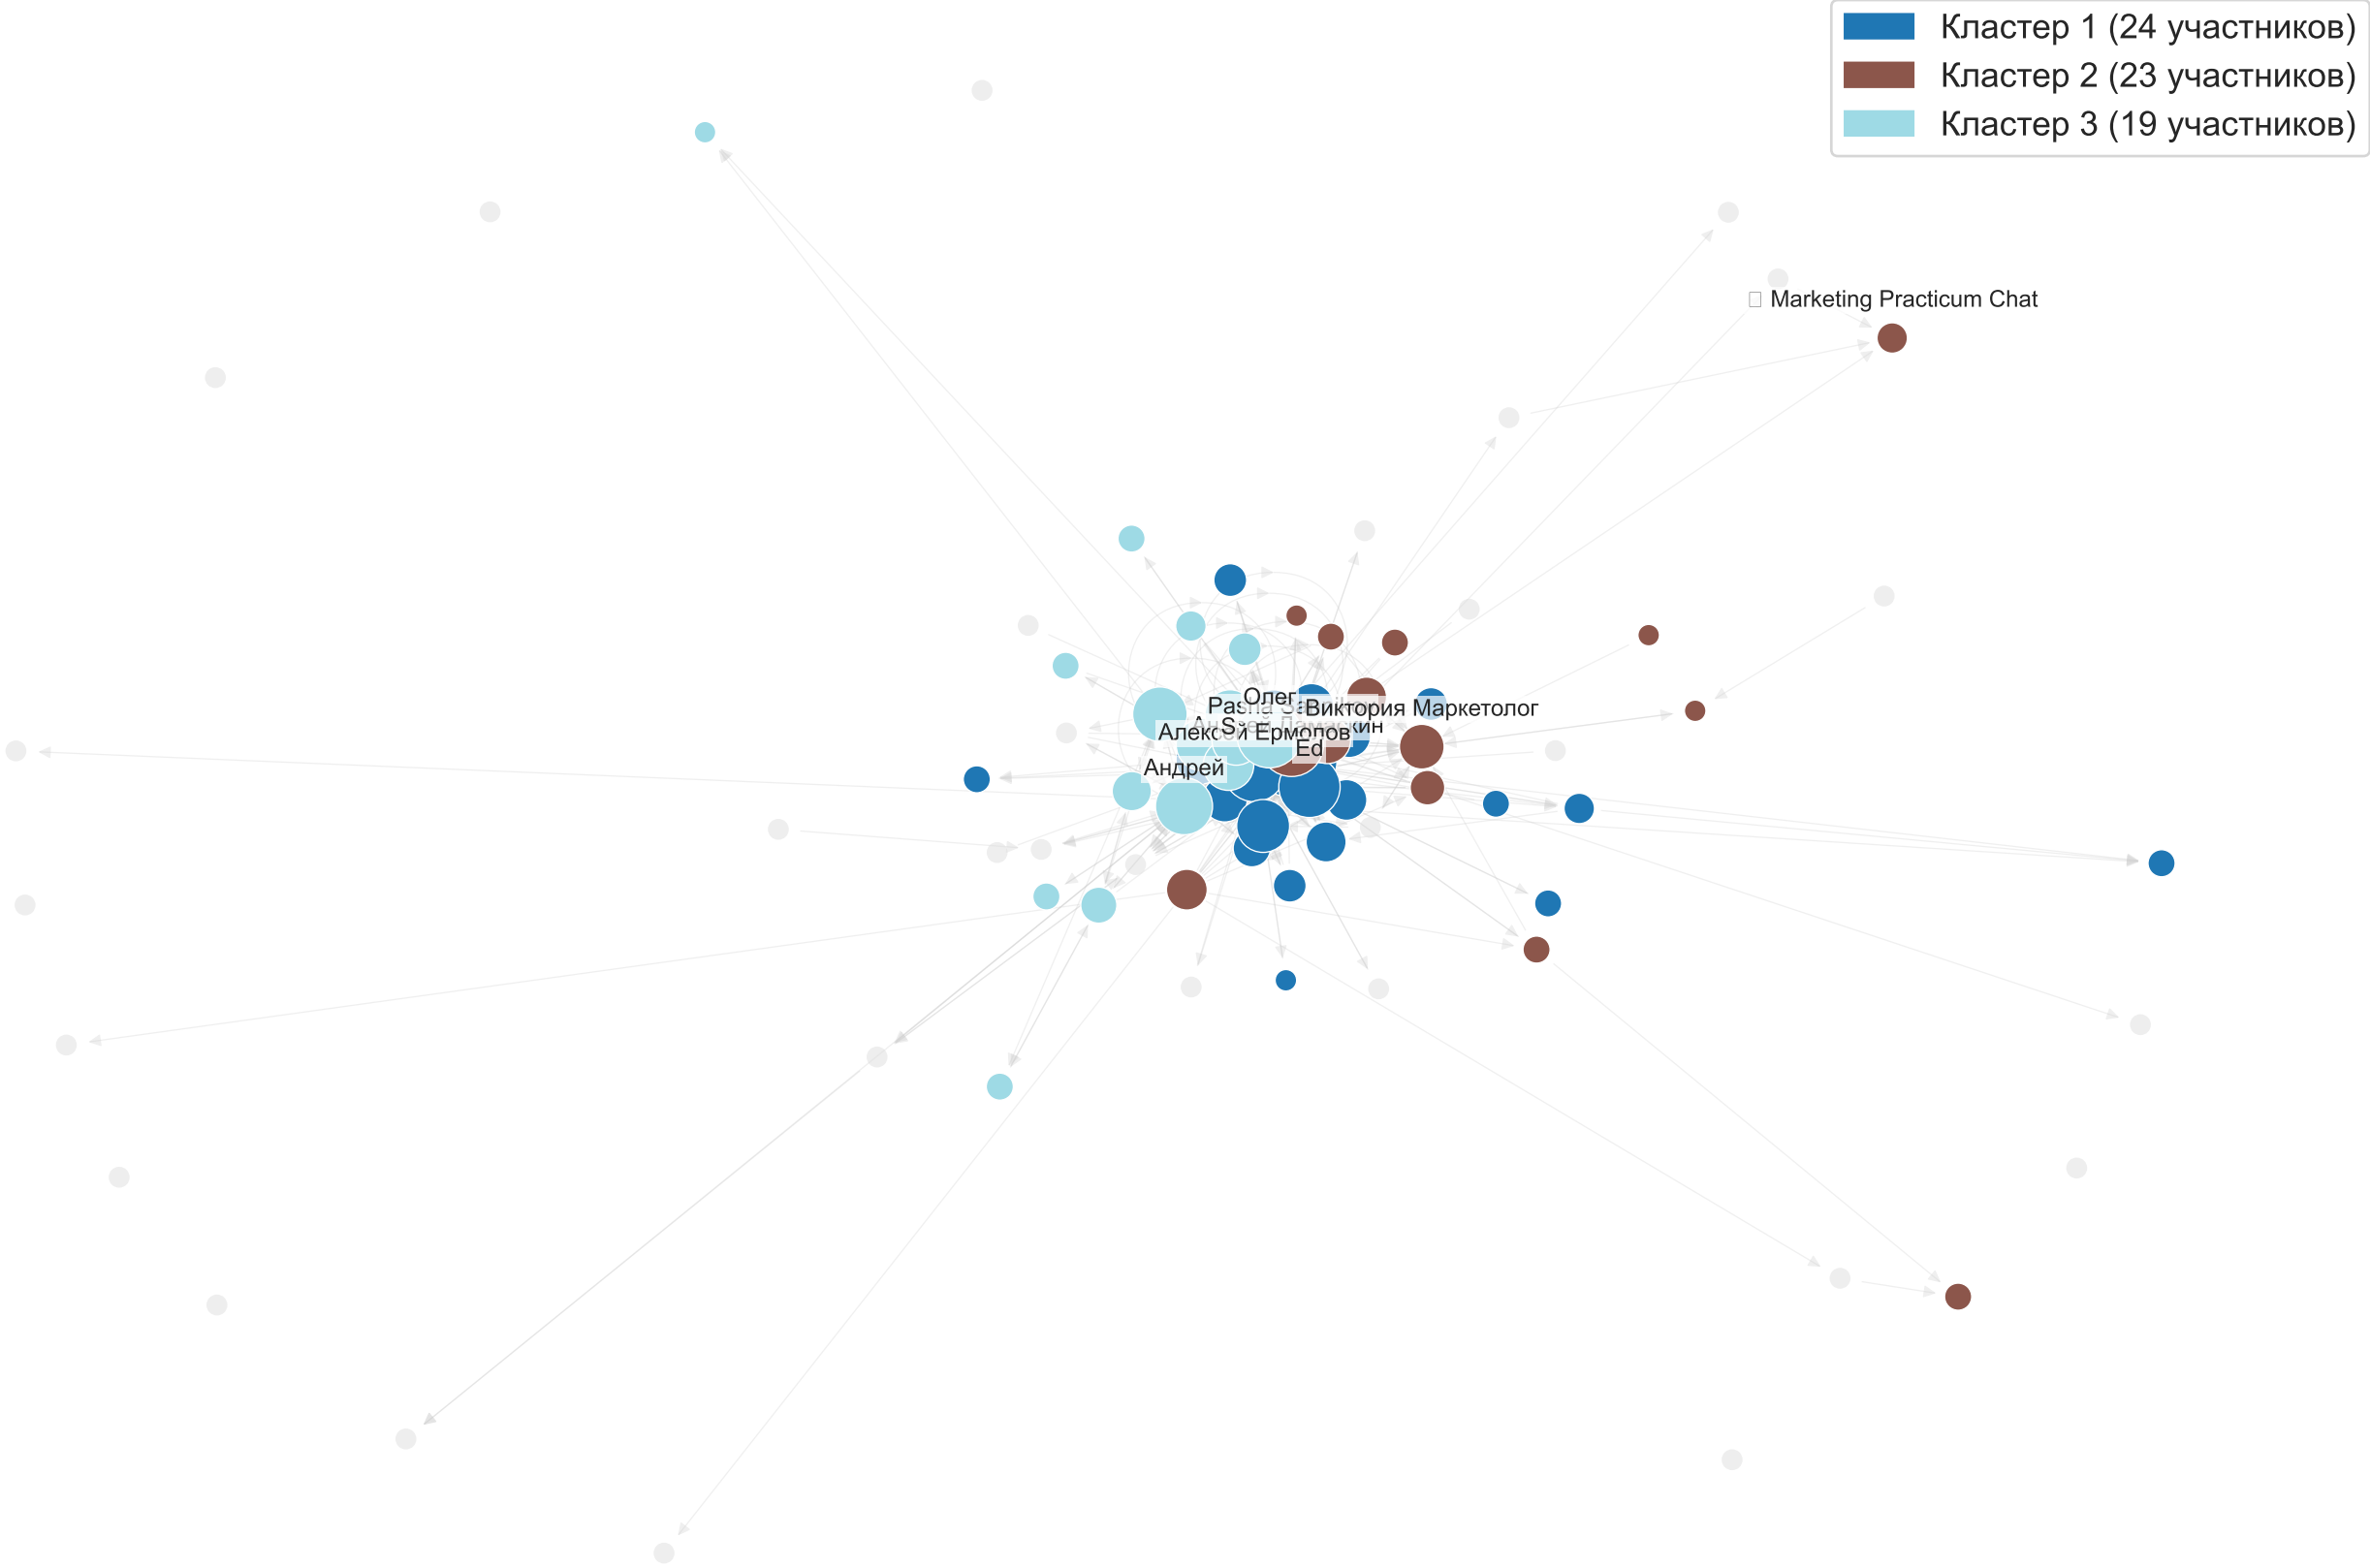 Кластер 1 (24 участников)
Кластер 2 (23 участников)
Кластер 3 (19 участников)
Marketing Practicum Chat
Олег
Pasha
Виктория Маркетолог
Алексей Ермолов
Ed
Андрей